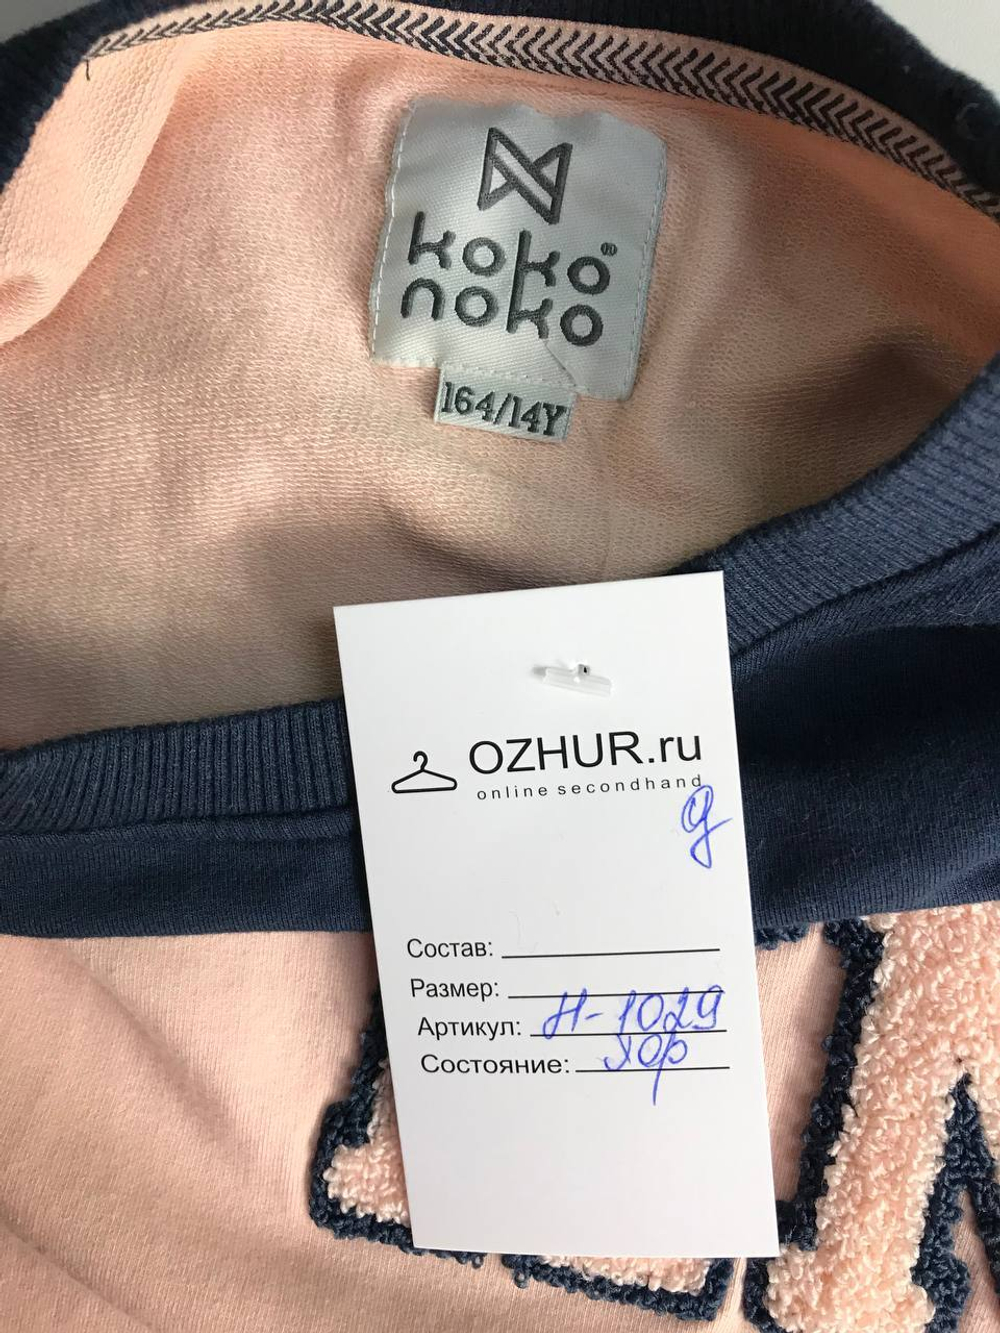 koko®
noko
164/14Y
OZHUR.ru
online secondhand
д
Состав:
Размер:
Артикул: Н-1029
Состояние: хор